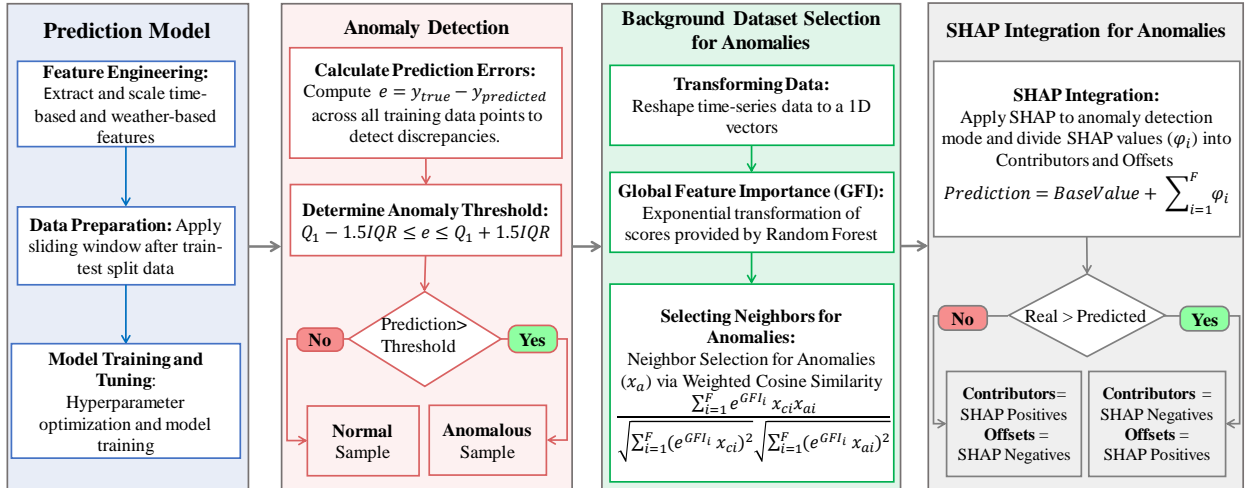 Prediction Model
Feature Engineering:
Extract and scale time-
based and weather-based
features
Data Preparation: Apply
sliding window after train-
test split data
Model Training and
Tuning:
Hyperparameter
optimization and model
training
Anomaly Detection
Calculate Prediction Errors:
Compute e = y_true − y_predicted
across all training data points to
detect discrepancies.
Determine Anomaly Threshold:
Q₁ − 1.5IQR ≤ e ≤ Q₁ + 1.5IQR
Prediction>
Threshold
No
Yes
Normal
Sample
Anomalous
Sample
Background Dataset Selection
for Anomalies
Transforming Data:
Reshape time-series data to a 1D
vectors
Global Feature Importance (GFI):
Exponential transformation of
scores provided by Random Forest
Selecting Neighbors for
Anomalies:
Neighbor Selection for Anomalies
(x_a) via Weighted Cosine Similarity
∑_{i=1}^{F} e^{GFI_i} x_{ci}x_{ai}
√(∑_{i=1}^{F}(e^{GFI_i} x_{ci})²) √(∑_{i=1}^{F}(e^{GFI_i} x_{ai})²)
SHAP Integration for Anomalies
SHAP Integration:
Apply SHAP to anomaly detection
mode and divide SHAP values (φ_i) into
Contributors and Offsets
Prediction = BaseValue + ∑_{i=1}^{F} φ_i
Real > Predicted
No
Yes
Contributors=
SHAP Positives
Offsets =
SHAP Negatives
Contributors =
SHAP Negatives
Offsets =
SHAP Positives